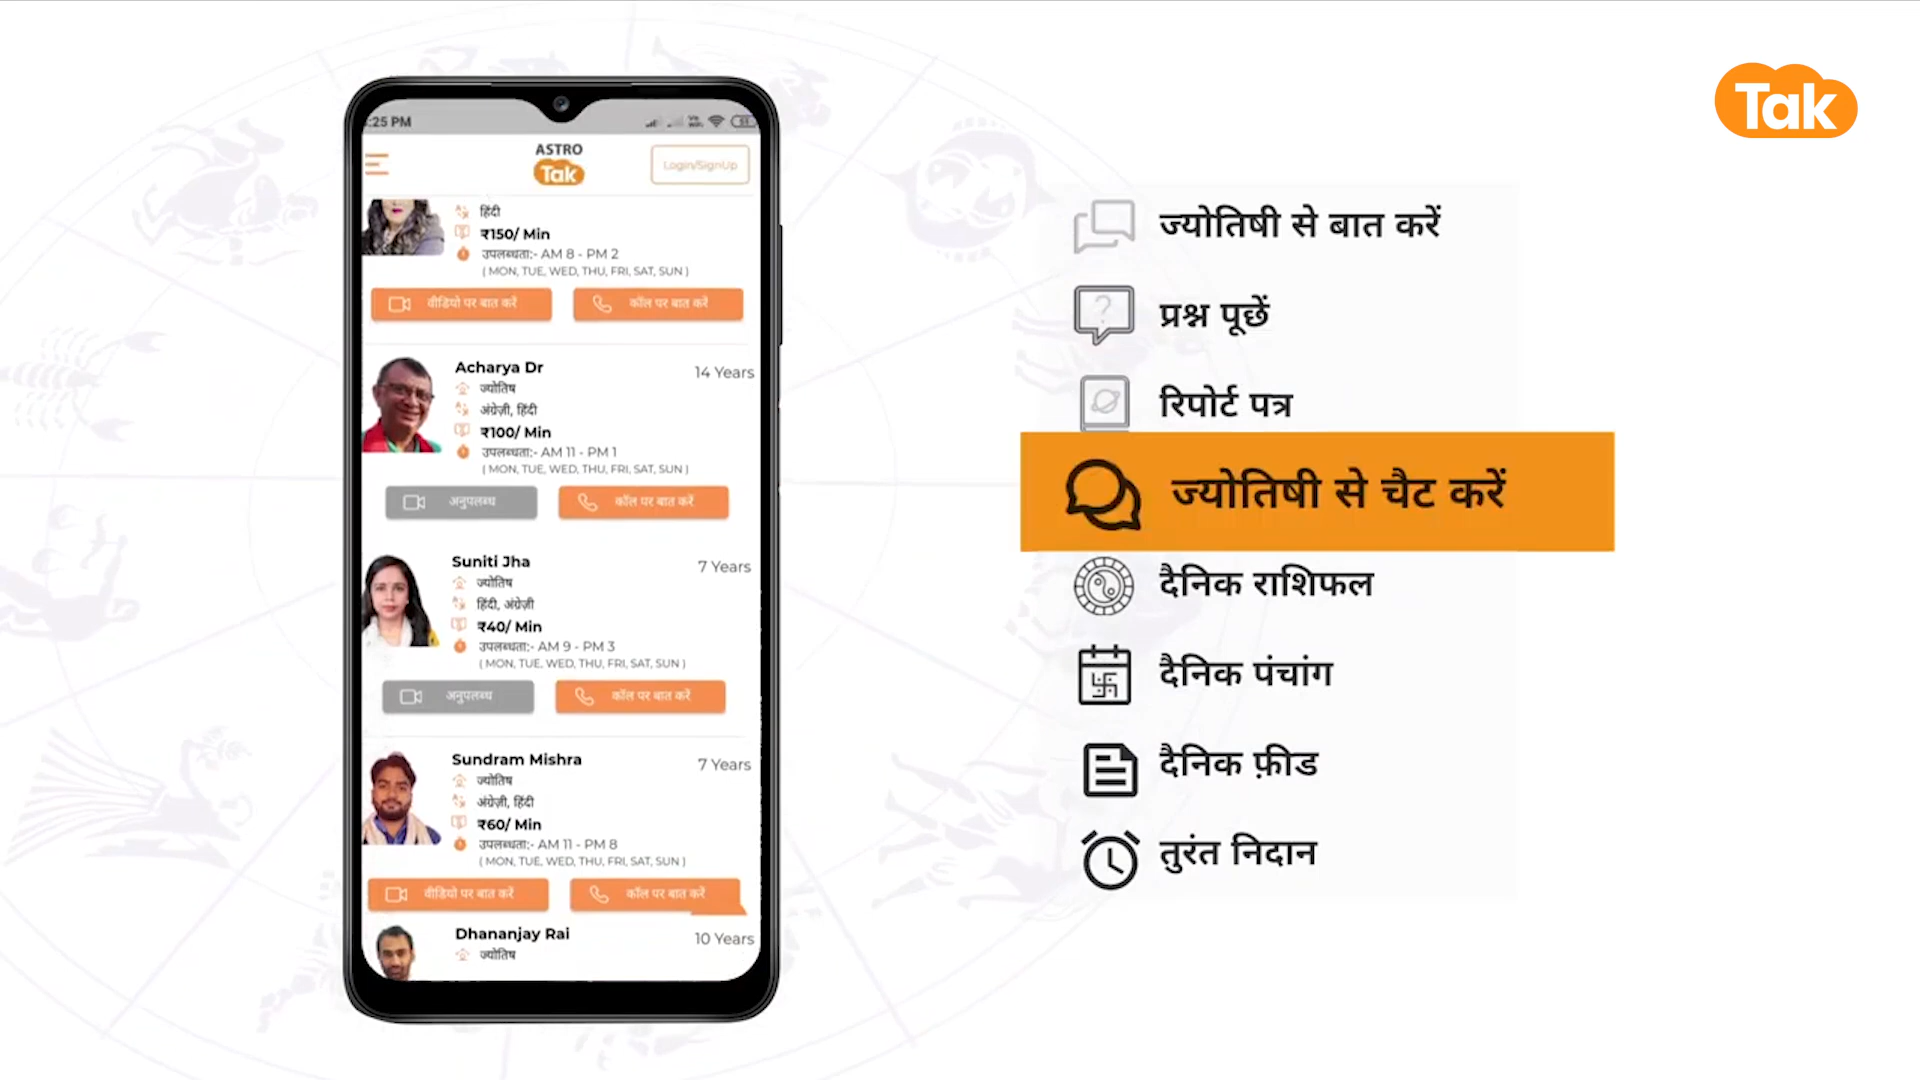 :25 PM
51
ASTRO
Tak
Login/SignUp
हिंदी
₹150/ Min
उपलब्धता:- AM 8 - PM 2
( MON, TUE, WED, THU, FRI, SAT, SUN )
वीडियो पर बात करें
कॉल पर बात करें
Acharya Dr
14 Years
ज्योतिष
अंग्रेज़ी, हिंदी
₹100/ Min
उपलब्धता:- AM 11 - PM 1
( MON, TUE, WED, THU, FRI, SAT, SUN )
अनुपलब्ध
कॉल पर बात करें
Suniti Jha
7 Years
ज्योतिष
हिंदी, अंग्रेज़ी
₹40/ Min
उपलब्धता:- AM 9 - PM 3
( MON, TUE, WED, THU, FRI, SAT, SUN )
अनुपलब्ध
कॉल पर बात करें
Sundram Mishra
7 Years
ज्योतिष
अंग्रेज़ी, हिंदी
₹60/ Min
उपलब्धता:- AM 11 - PM 8
( MON, TUE, WED, THU, FRI, SAT, SUN )
वीडियो पर बात करें
कॉल पर बात करें
Dhananjay Rai
10 Years
ज्योतिष
Tak
ज्योतिषी से बात करें
प्रश्न पूछें
रिपोर्ट पत्र
ज्योतिषी से चैट करें
दैनिक राशिफल
दैनिक पंचांग
दैनिक फ़ीड
तुरंत निदान